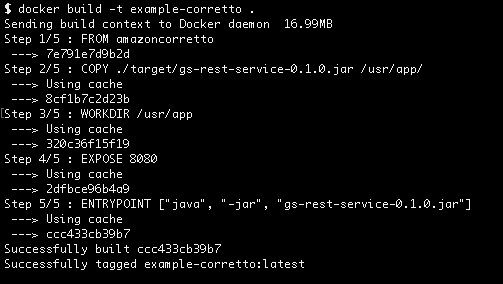 $ docker build -t example-corretto .
Sending build context to Docker daemon  16.99MB
Step 1/5 : FROM amazoncorretto
 ---> 7e791e7d9b2d
Step 2/5 : COPY ./target/gs-rest-service-0.1.0.jar /usr/app/
 ---> Using cache
 ---> 8cf1b7c2d23b
Step 3/5 : WORKDIR /usr/app
 ---> Using cache
 ---> 320c36f15f19
Step 4/5 : EXPOSE 8080
 ---> Using cache
 ---> 2dfbce96b4a9
Step 5/5 : ENTRYPOINT ["java", "-jar", "gs-rest-service-0.1.0.jar"]
 ---> Using cache
 ---> ccc433cb39b7
Successfully built ccc433cb39b7
Successfully tagged example-corretto:latest